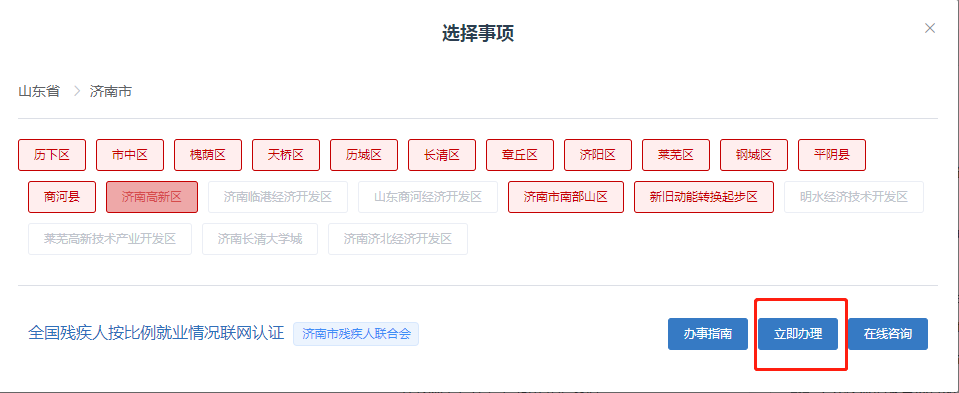 选择事项
山东省 > 济南市
历下区 市中区 槐荫区 天桥区 历城区 长清区 章丘区 济阳区 莱芜区 钢城区 平阴县
商河县 济南高新区 济南临港经济开发区 山东商河经济开发区 济南市南部山区 新旧动能转换起步区 明水经济技术开发区
莱芜高新技术产业开发区 济南长清大学城 济南济北经济开发区
全国残疾人按比例就业情况联网认证 济南市残疾人联合会 办事指南 立即办理 在线咨询